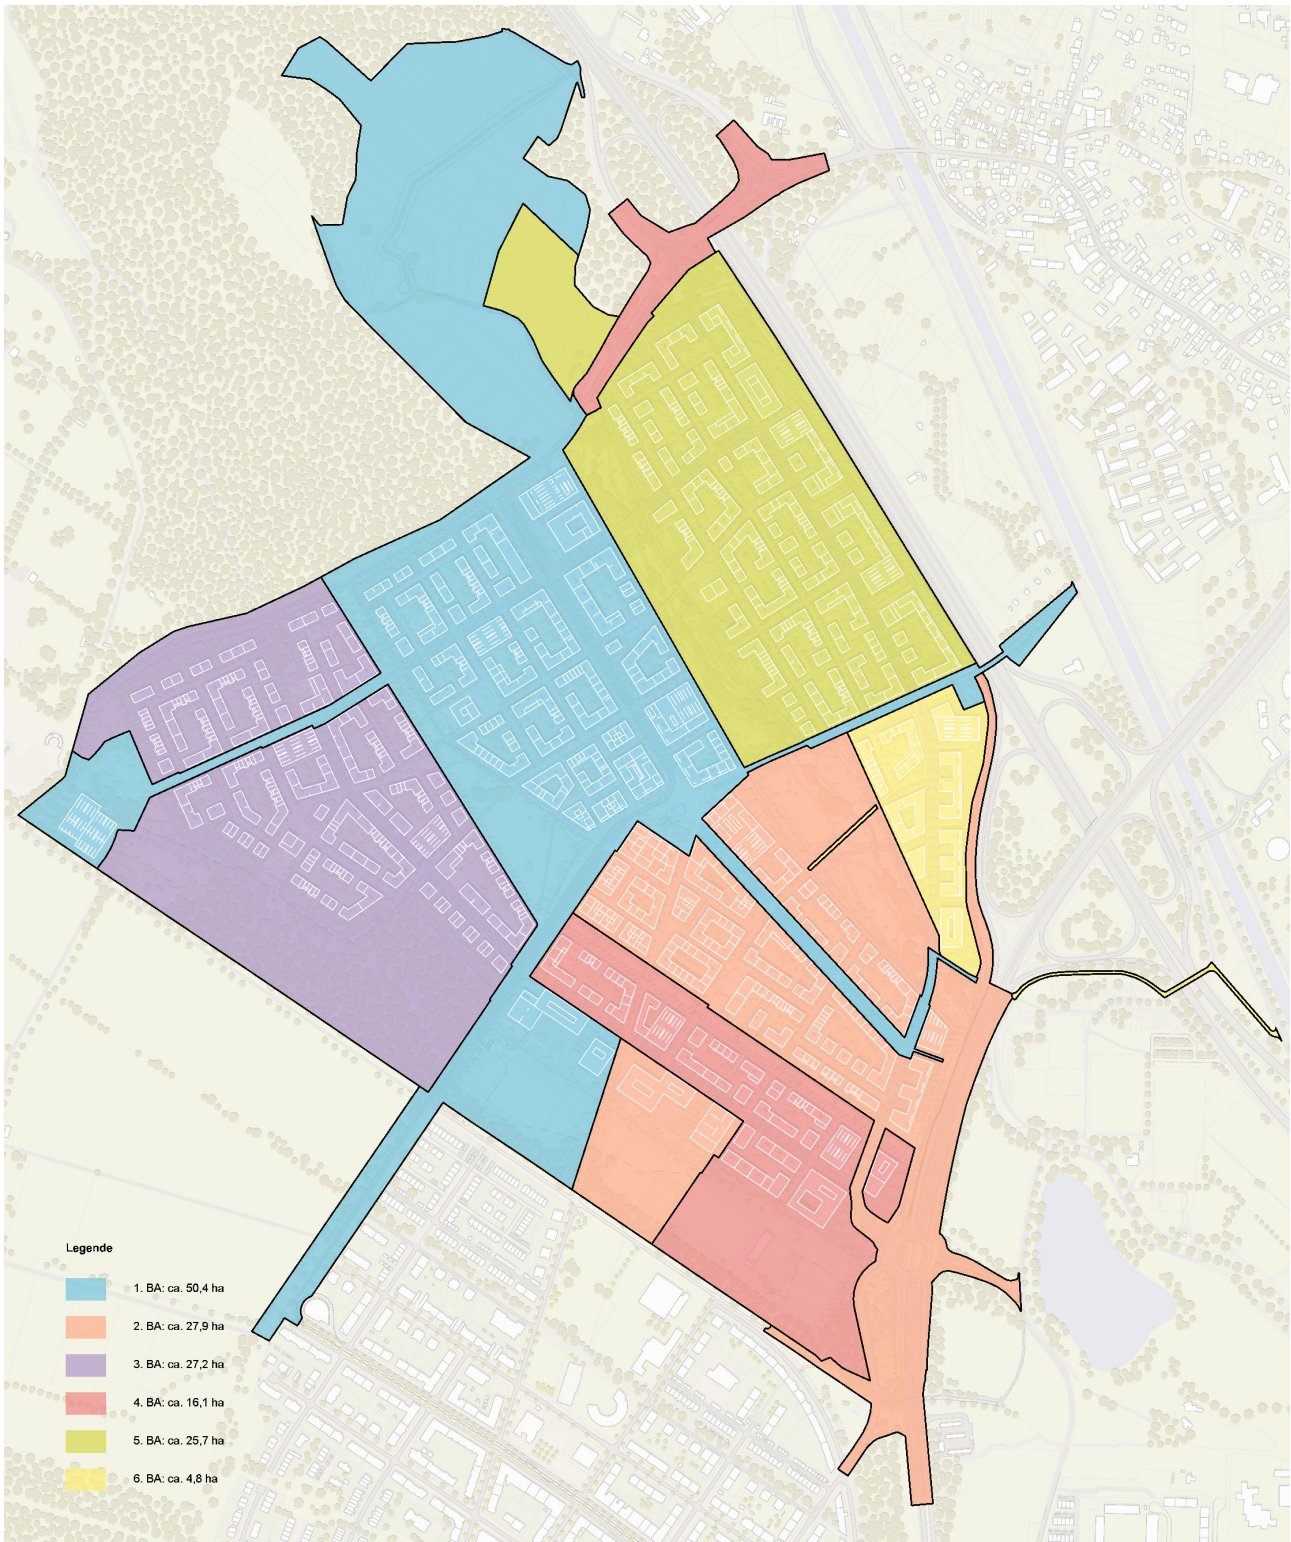 Legende
1. BA: ca. 50,4 ha
2. BA: ca. 27,9 ha
3. BA: ca. 27,2 ha
4. BA: ca. 16,1 ha
5. BA: ca. 25,7 ha
6. BA: ca. 4,8 ha